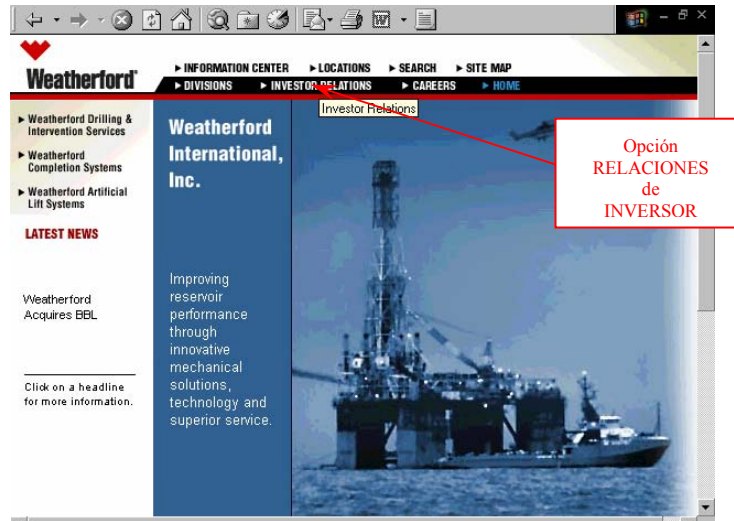 Weatherford
INFORMATION CENTER LOCATIONS SEARCH SITE MAP
DIVISIONS INVESTOR RELATIONS CAREERS HOME
Investor Relations
Weatherford Drilling &
Intervention Services
Weatherford
Completion Systems
Weatherford Artificial
Lift Systems
LATEST NEWS
Weatherford
Acquires BBL
Click on a headline
for more information.
Weatherford
International,
Inc.
Improving
reservoir
performance
through
innovative
mechanical
solutions,
technology and
superior service.
Opción
RELACIONES
de
INVERSOR